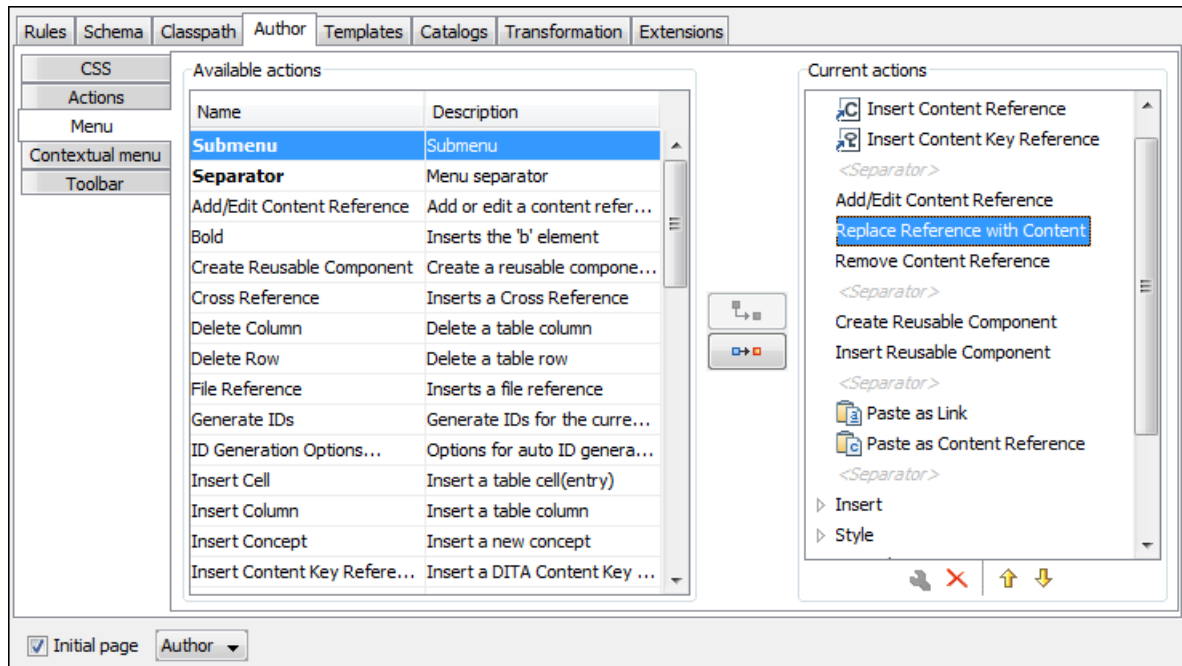 Rules Schema Classpath Author Templates Catalogs Transformation Extensions
CSS
Actions
Menu
Contextual menu
Toolbar
Available actions
Name Description
Submenu Submenu
Separator Menu separator
Add/Edit Content Reference Add or edit a content refer...
Bold Inserts the 'b' element
Create Reusable Component Create a reusable compone...
Cross Reference Inserts a Cross Reference
Delete Column Delete a table column
Delete Row Delete a table row
File Reference Inserts a file reference
Generate IDs Generate IDs for the curre...
ID Generation Options... Options for auto ID genera...
Insert Cell Insert a table cell(entry)
Insert Column Insert a table column
Insert Concept Insert a new concept
Insert Content Key Refere... Insert a DITA Content Key ...
Current actions
Insert Content Reference
Insert Content Key Reference
<Separator>
Add/Edit Content Reference
Replace Reference with Content
Remove Content Reference
<Separator>
Create Reusable Component
Insert Reusable Component
<Separator>
Paste as Link
Paste as Content Reference
<Separator>
Insert
Style
Initial page Author